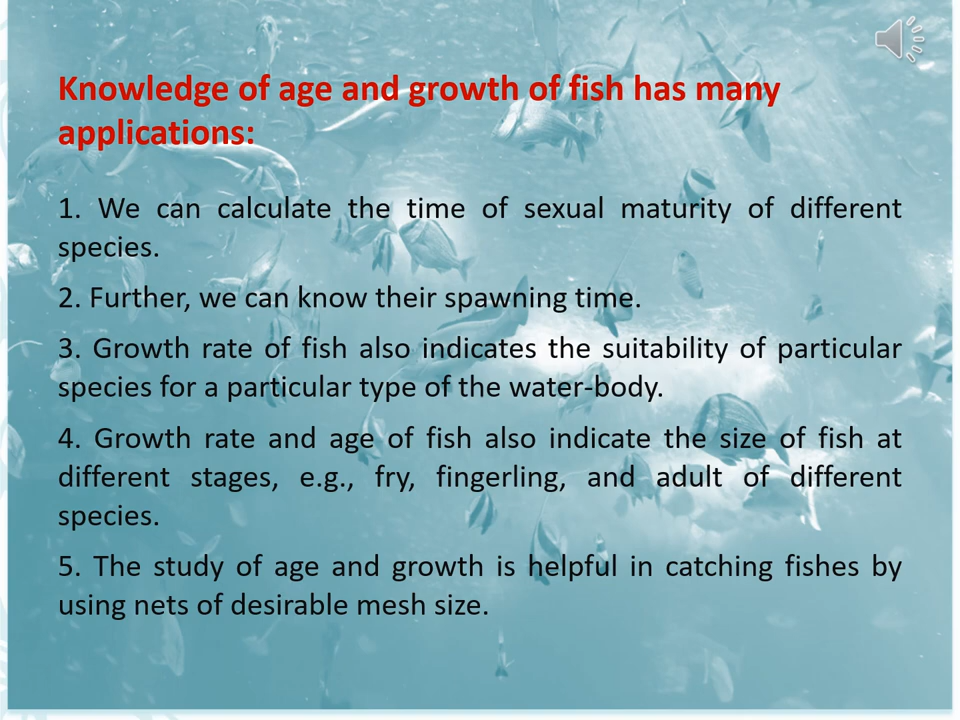 Knowledge of age and growth of fish has many
applications:
1. We can calculate the time of sexual maturity of different
species.
2. Further, we can know their spawning time.
3. Growth rate of fish also indicates the suitability of particular
species for a particular type of the water-body.
4. Growth rate and age of fish also indicate the size of fish at
different stages, e.g., fry, fingerling, and adult of different
species.
5. The study of age and growth is helpful in catching fishes by
using nets of desirable mesh size.